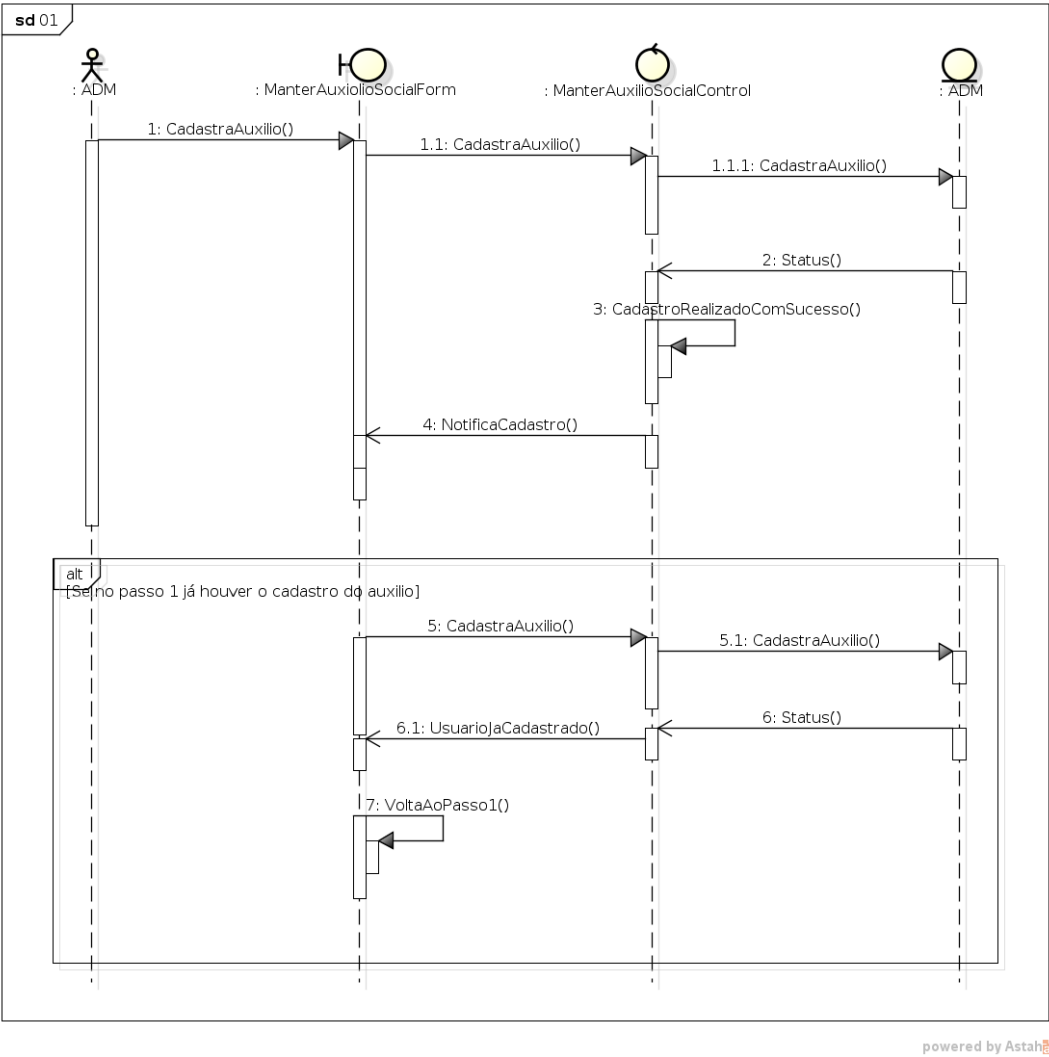 sd 01
: ADM
: ManterAuxiolioSocialForm
: ManterAuxilioSocialControl
: ADM
1: CadastraAuxilio()
1.1: CadastraAuxilio()
1.1.1: CadastraAuxilio()
2: Status()
3: CadastroRealizadoComSucesso()
4: NotificaCadastro()
alt
[Se no passo 1 já houver o cadastro do auxilio]
5: CadastraAuxilio()
5.1: CadastraAuxilio()
6: Status()
6.1: UsuarioJaCadastrado()
7: VoltaAoPasso1()
powered by Astah